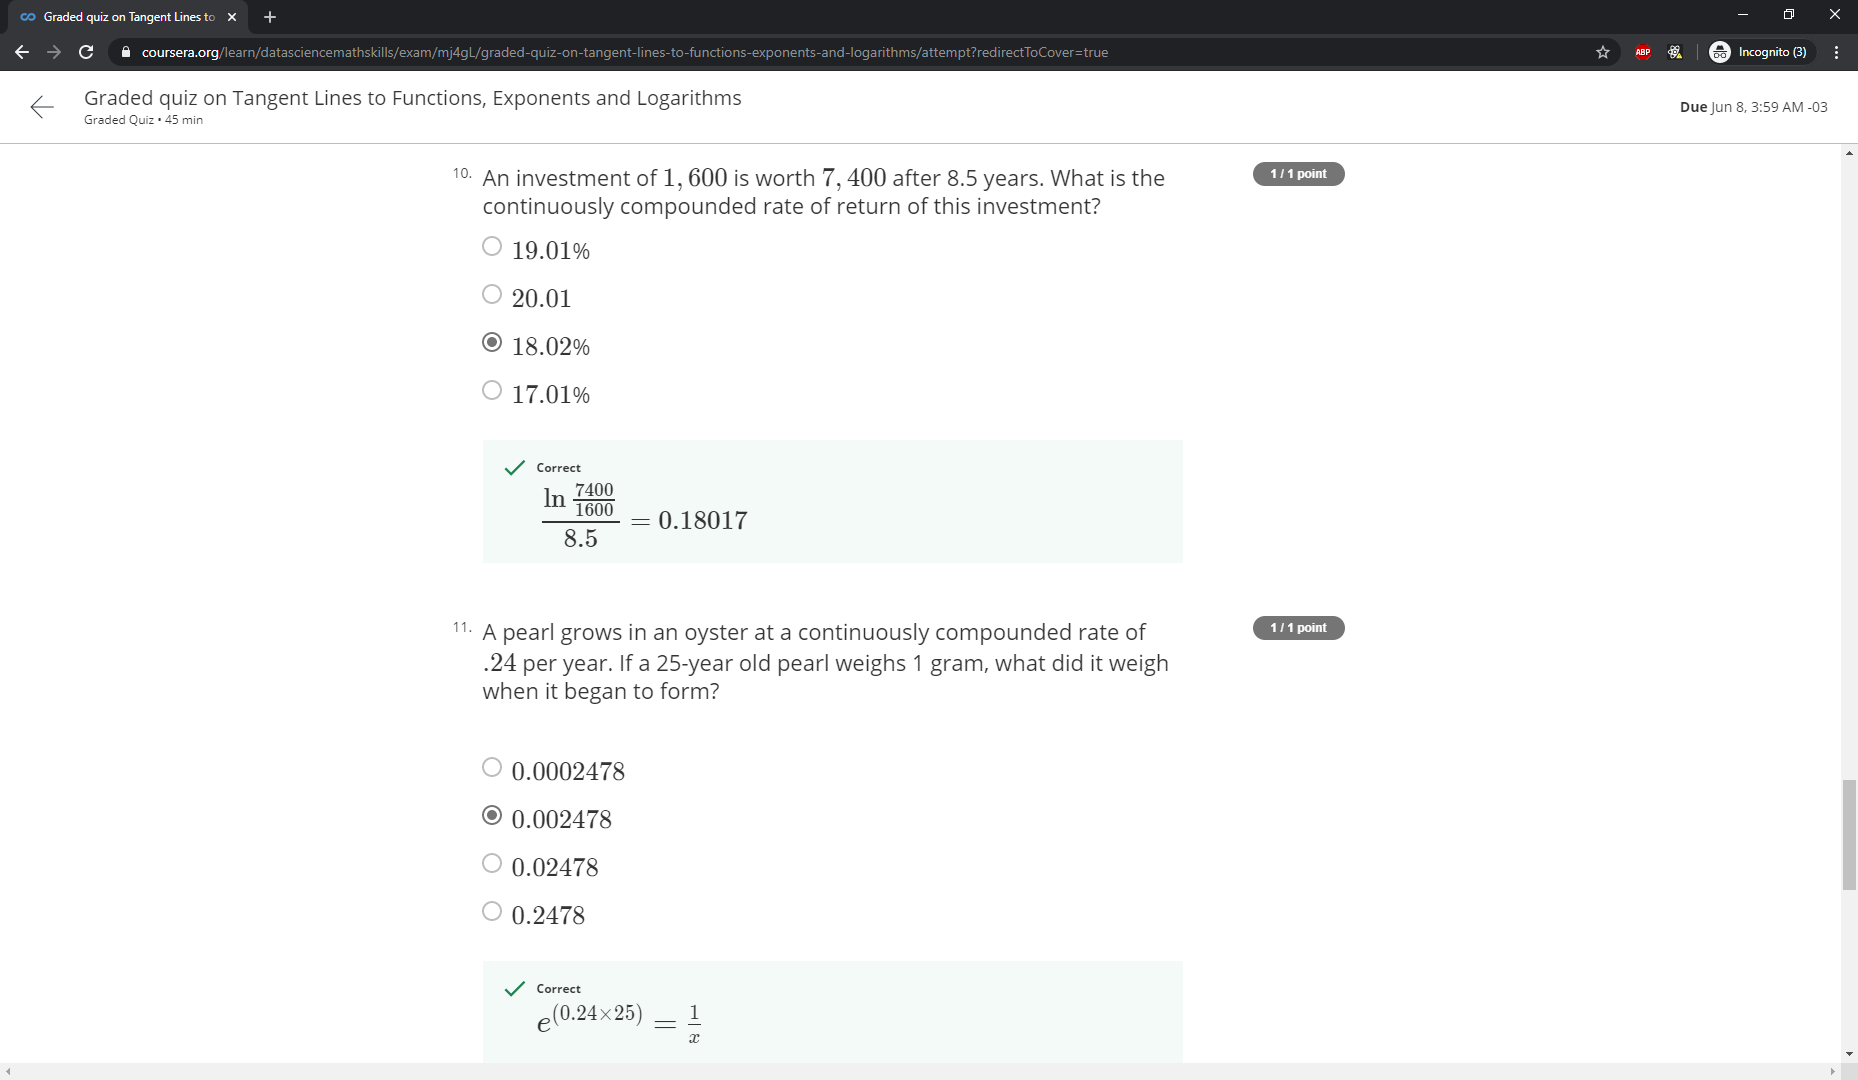 Graded quiz on Tangent Lines to
coursera.org/learn/datasciencemathskills/exam/mj4gL/graded-quiz-on-tangent-lines-to-functions-exponents-and-logarithms/attempt?redirectToCover=true
ABP
Incognito (3)
Graded quiz on Tangent Lines to Functions, Exponents and Logarithms
Graded Quiz • 45 min
Due Jun 8, 3:59 AM -03
10. An investment of 1, 600 is worth 7, 400 after 8.5 years. What is the
continuously compounded rate of return of this investment?
1 / 1 point
19.01%
20.01
18.02%
17.01%
Correct
ln 7400/1600
/ 8.5 = 0.18017
11. A pearl grows in an oyster at a continuously compounded rate of
.24 per year. If a 25-year old pearl weighs 1 gram, what did it weigh
when it began to form?
1 / 1 point
0.0002478
0.002478
0.02478
0.2478
Correct
e^(0.24×25) = 1/x